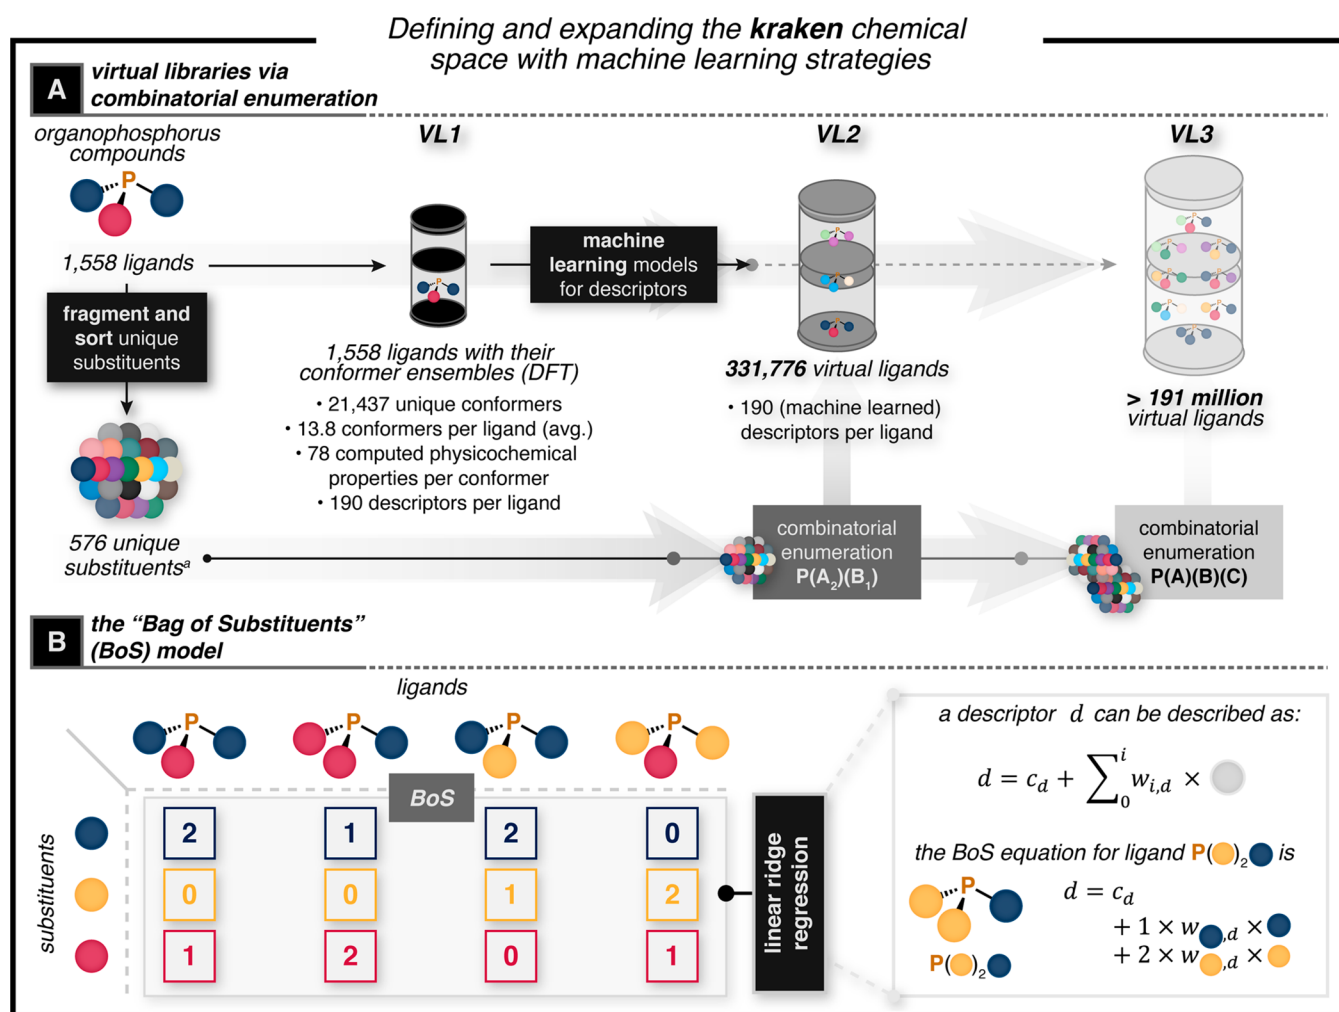 Defining and expanding the kraken chemical
space with machine learning strategies
A
virtual libraries via
combinatorial enumeration
organophosphorus
compounds
P
1,558 ligands
fragment and
sort unique
substituents
576 unique
substituentsᵃ
VL1
1,558 ligands with their
conformer ensembles (DFT)
• 21,437 unique conformers
• 13.8 conformers per ligand (avg.)
• 78 computed physicochemical
properties per conformer
• 190 descriptors per ligand
machine
learning models
for descriptors
VL2
331,776 virtual ligands
• 190 (machine learned)
descriptors per ligand
combinatorial
enumeration
P(A₂)(B₁)
VL3
> 191 million
virtual ligands
combinatorial
enumeration
P(A)(B)(C)
B
the “Bag of Substituents”
(BoS) model
ligands
P P P P
BoS
substituents
2 1 2 0
0 0 1 2
1 2 0 1
linear ridge
regression
a descriptor d can be described as:
d = c_d + ∑₀ⁱ w_i,d ×
the BoS equation for ligand P( )₂ is
P
P( )₂
d = c_d
+ 1 × w ,d ×
+ 2 × w ,d ×